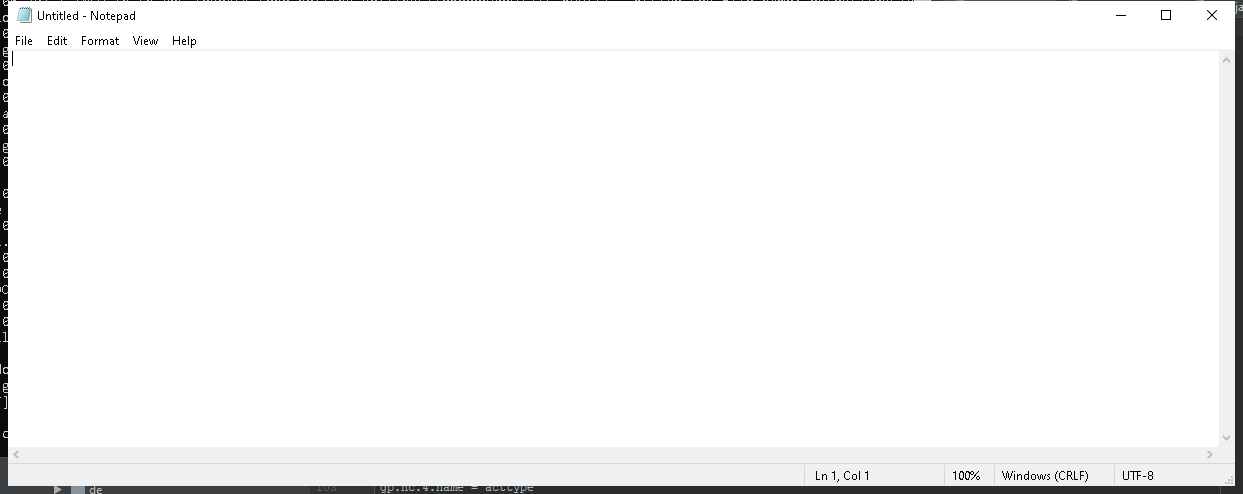 Untitled - Notepad
File Edit Format View Help
Ln 1, Col 1 100% Windows (CRLF) UTF-8
de
gp.nc.4.name = acttype